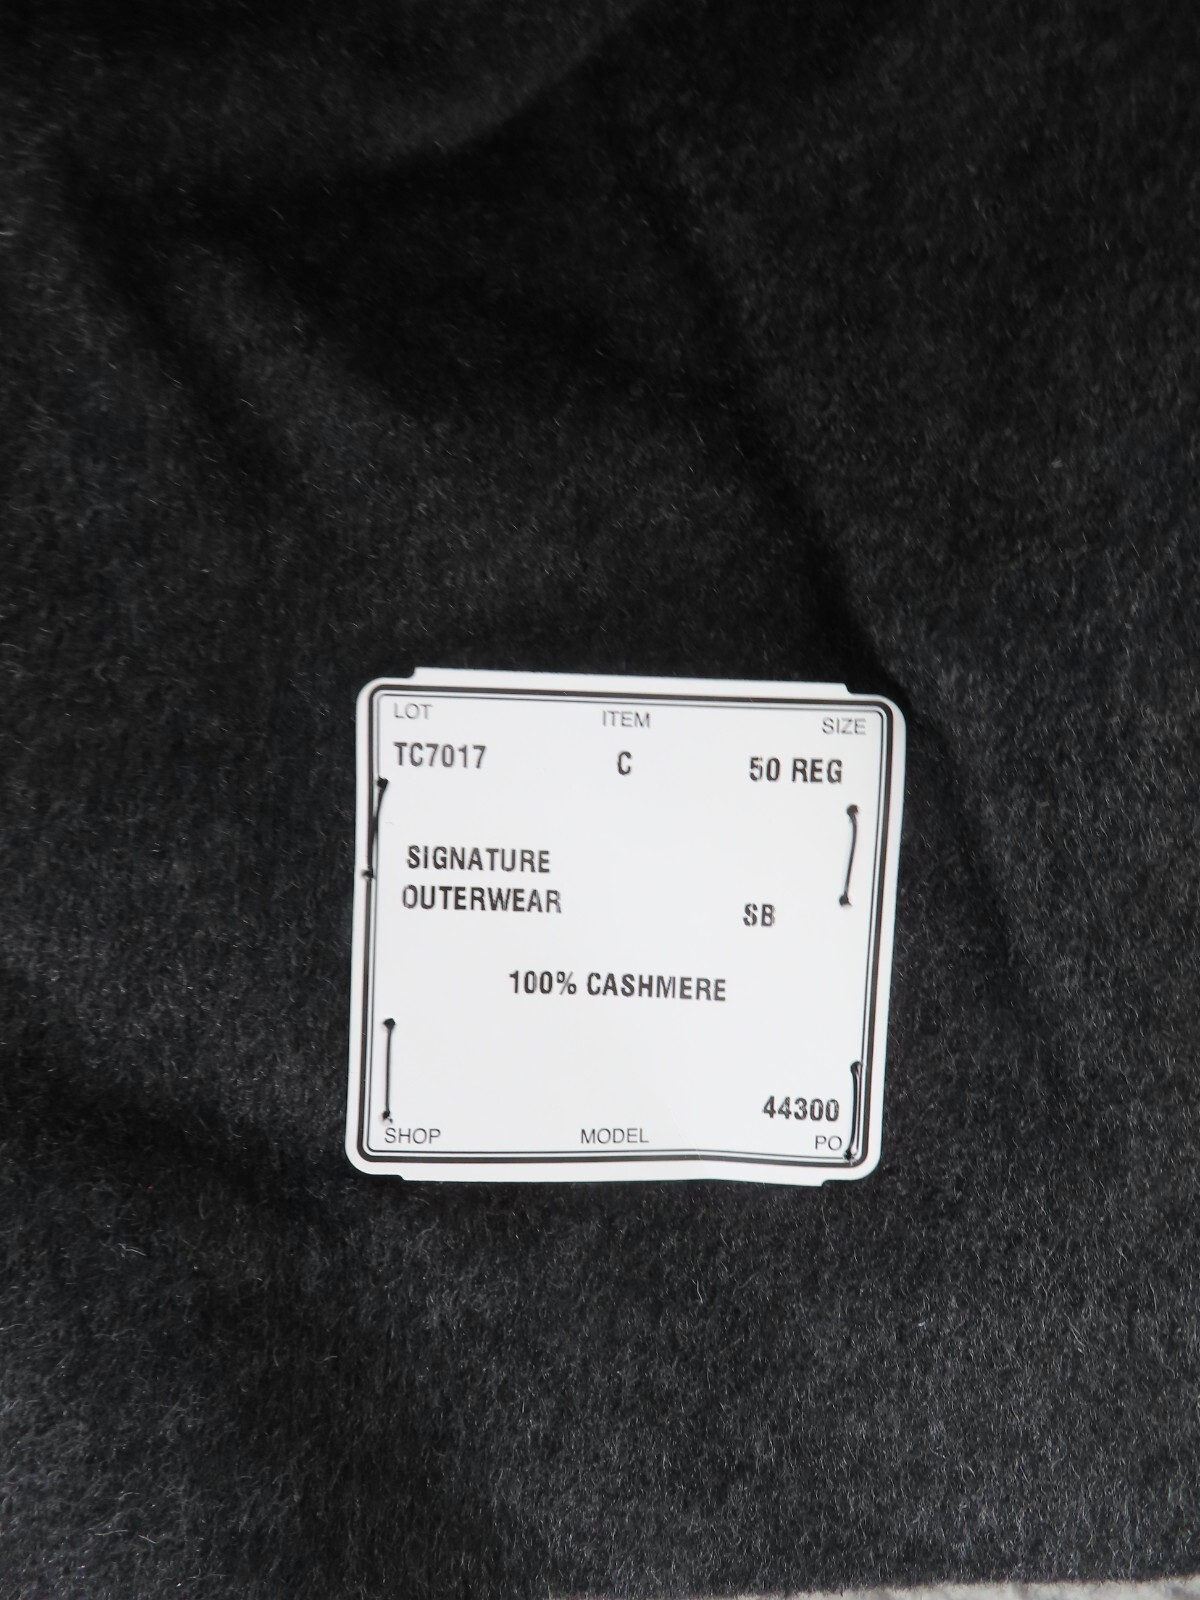 LOT ITEM SIZE
TC7017 C 50 REG
SIGNATURE
OUTERWEAR SB
100% CASHMERE
44300
SHOP MODEL PO